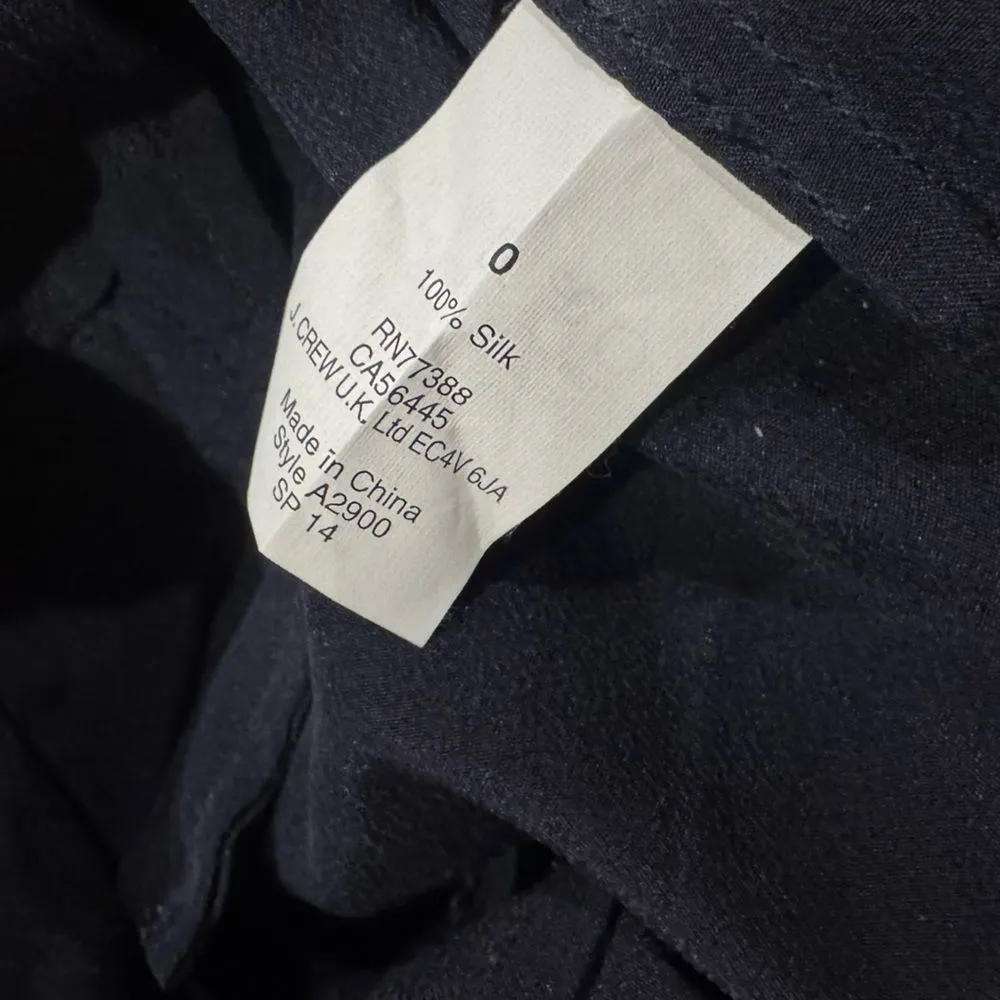 0
100% Silk
RN77388
CA56445
J.CREW U.K. Ltd EC4V 6JA
Made in China
Style A2900
SP 14